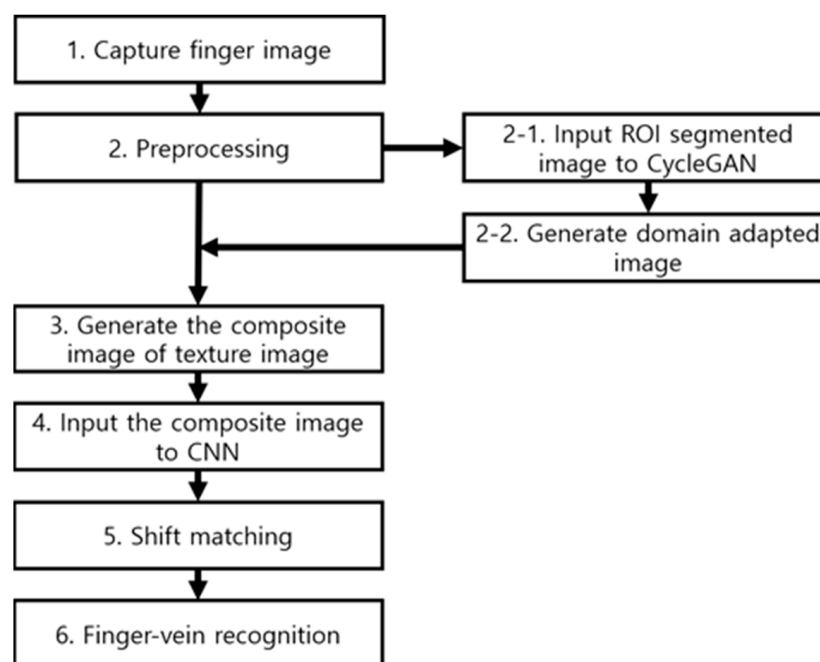 1. Capture finger image
2. Preprocessing
2-1. Input ROI segmented
image to CycleGAN
2-2. Generate domain adapted
image
3. Generate the composite
image of texture image
4. Input the composite image
to CNN
5. Shift matching
6. Finger-vein recognition